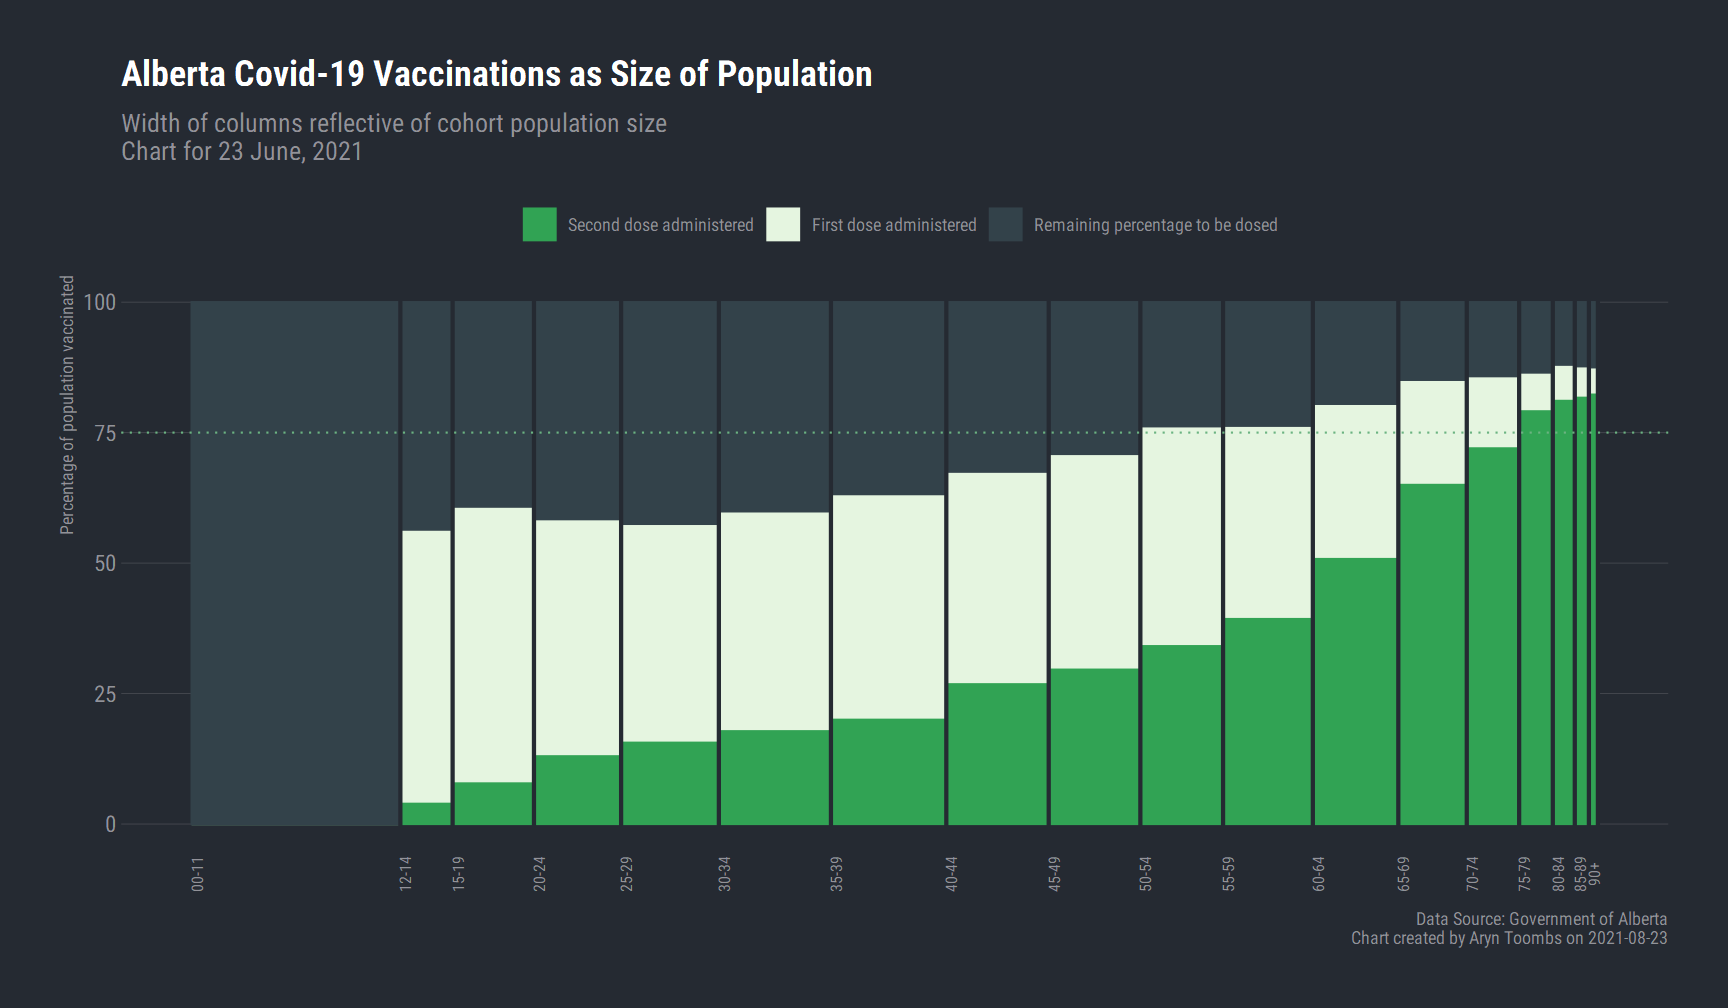 Alberta Covid-19 Vaccinations as Size of Population
Width of columns reflective of cohort population size
Chart for 23 June, 2021
Second dose administered
First dose administered
Remaining percentage to be dosed
Percentage of population vaccinated
100
75
50
25
0
00-11
12-14
15-19
20-24
25-29
30-34
35-39
40-44
45-49
50-54
55-59
60-64
65-69
70-74
75-79
80-84
85-89
90+
Data Source: Government of Alberta
Chart created by Aryn Toombs on 2021-08-23